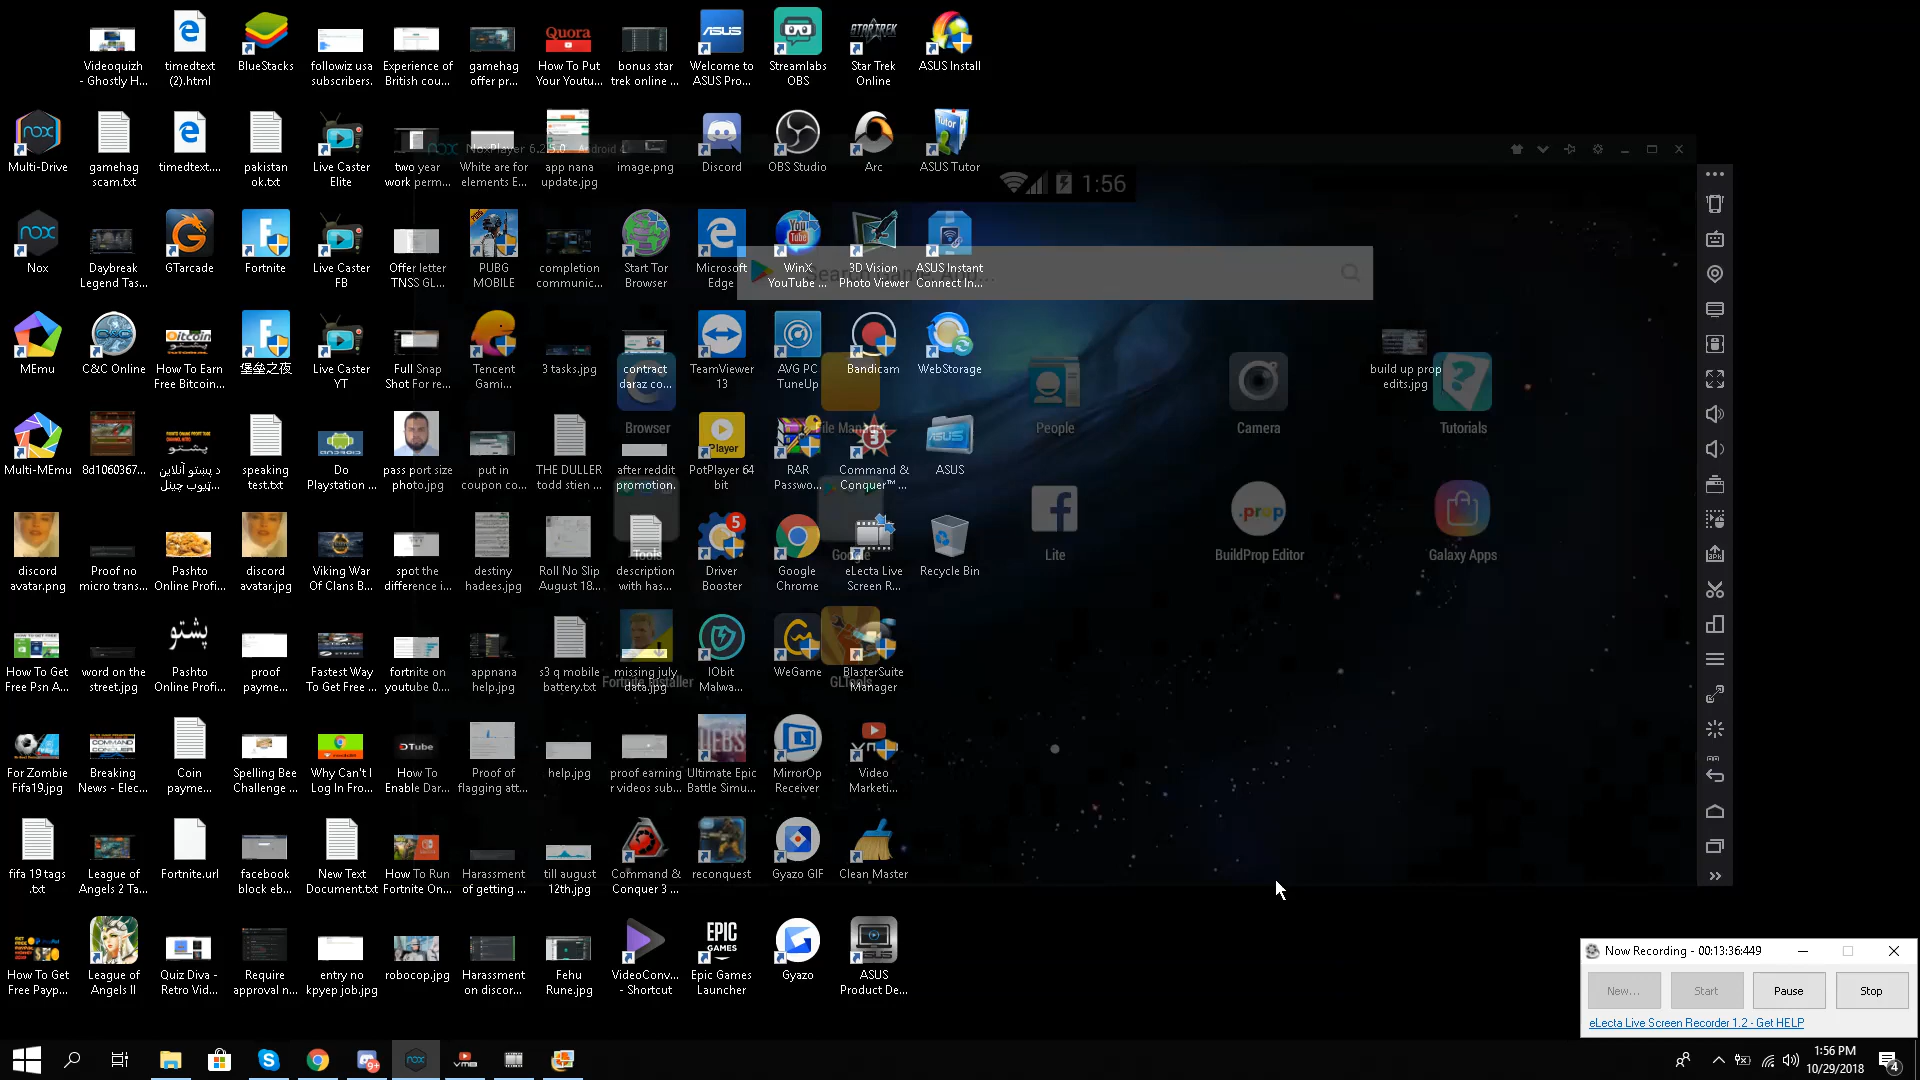 Videoquizh
- Ghostly H...
timedtext
(2).html
BlueStacks
followiz usa
subscribers.
Experience of
British cou...
gamehag
offer pr...
Quora
How To Put
Your Youtu...
bonus star
trek online ...
Welcome to
ASUS Pro...
Streamlabs
OBS
Star Trek
Online
ASUS Install
Multi-Drive
gamehag
scam.txt
timedtext....
pakistan
ok.txt
Live Caster
Elite
two year
work perm...
White are for
elements E...
app nana
update.jpg
image.png
Discord
OBS Studio
Arc
ASUS Tutor
NoxPlayer 6.2.5.0
1:56
Nox
Daybreak
Legend Tas...
GTarcade
Fortnite
Live Caster
FB
Offer letter
TNSS GL...
PUBG
MOBILE
completion
communic...
Start Tor
Browser
Microsoft
Edge
WinX
YouTube ...
3D Vision
Photo Viewer
ASUS Instant
Connect In...
MEmu
C&C Online
How To Earn
Free Bitcoin...
堡垒之夜
Live Caster
YT
Full Snap
Shot For re...
Tencent
Gami...
3 tasks.jpg
contract
daraz co...
TeamViewer
13
AVG PC
TuneUp
Bandicam
WebStorage
build up prop
edits.jpg
Browser
File Manager
People
Camera
Tutorials
Multi-MEmu
8d1060367...
د پښتو آنلاین
speaking
test.txt
Do
Playstation ...
pass port size
photo.jpg
put in
coupon co...
THE DULLER
todd stien ...
after reddit
promotion.
PotPlayer 64
bit
RAR
Passwo...
Command &
Conquer™ ...
ASUS
discord
avatar.png
Proof no
micro trans...
Pashto
Online Profi...
discord
avatar.jpg
Viking War
Of Clans B...
spot the
difference i...
destiny
hadees.jpg
Roll No Slip
August 18...
description
with has...
Driver
Booster
Google
Chrome
eLecta Live
Screen R...
Recycle Bin
Tools
Google
Lite
BuildProp Editor
Galaxy Apps
How To Get
Free Psn A...
word on the
street.jpg
پشتو
Pashto
Online Profi...
proof
payme...
Fastest Way
To Get Free ...
fortnite on
youtube 0...
appnana
help.jpg
s3 q mobile
battery.txt
missing july
data.jpg
IObit
Malwa...
WeGame
BlasterSuite
Manager
Fortnite Installer
GLTools
For Zombie
Fifa19.jpg
Breaking
News - Elec...
Coin
payme...
Spelling Bee
Challenge ...
Why Can't I
Log In Fro...
DTube
How To
Enable Dar...
Proof of
flagging att...
help.jpg
proof earning
r videos sub...
Ultimate Epic
Battle Simu...
MirrorOp
Receiver
Video
Marketi...
fifa 19 tags
.txt
League of
Angels 2 Ta...
Fortnite.url
facebook
block eb...
New Text
Document.txt
How To Run
Fortnite On...
Harassment
of getting ...
till august
12th.jpg
Command &
Conquer 3 ...
reconquest
Gyazo GIF
Clean Master
How To Get
Free Payp...
League of
Angels II
Quiz Diva -
Retro Vid...
Require
approval n...
entry no
kpyep job.jpg
robocop.jpg
Harassment
on discor...
Fehu
Rune.jpg
VideoConv...
- Shortcut
EPIC
GAMES
Epic Games
Launcher
Gyazo
ASUS
Product De...
Now Recording - 00:13:36:449
New...
Start
Pause
Stop
eLecta Live Screen Recorder 1.2 - Get HELP
1:56 PM
10/29/2018
4